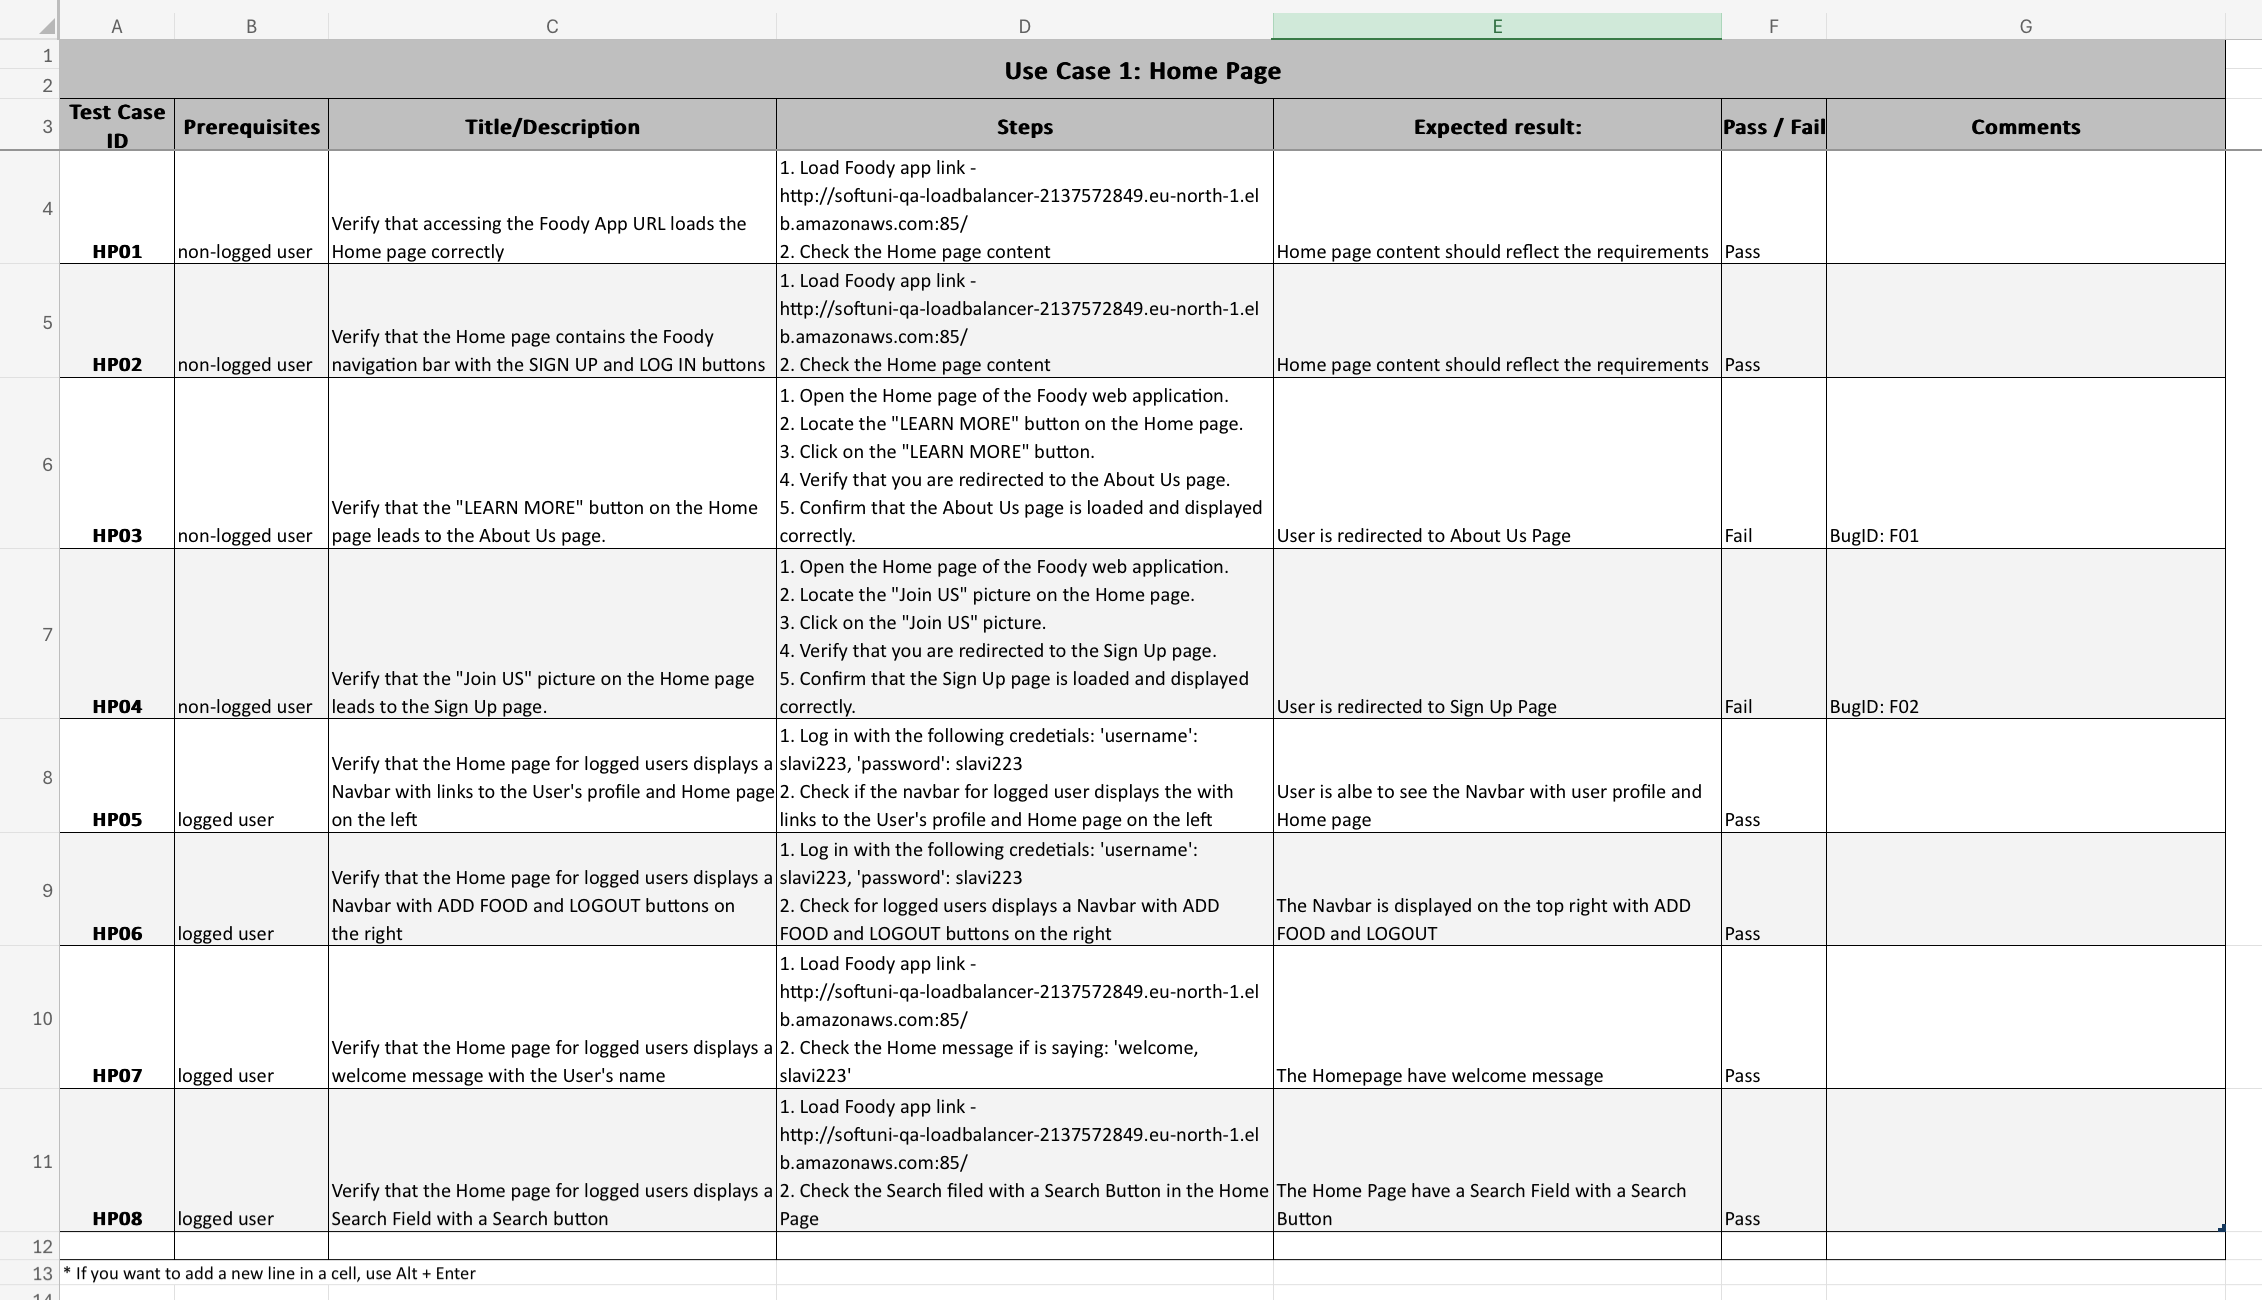 A B C D E F G
1
2
Use Case 1: Home Page
3
Test Case
ID
Prerequisites
Title/Description
Steps
Expected result:
Pass / Fail
Comments
4
HP01
non-logged user
Verify that accessing the Foody App URL loads the
Home page correctly
1. Load Foody app link -
http://softuni-qa-loadbalancer-2137572849.eu-north-1.el
b.amazonaws.com:85/
2. Check the Home page content
Home page content should reflect the requirements
Pass
5
HP02
non-logged user
Verify that the Home page contains the Foody
navigation bar with the SIGN UP and LOG IN buttons
1. Load Foody app link -
http://softuni-qa-loadbalancer-2137572849.eu-north-1.el
b.amazonaws.com:85/
2. Check the Home page content
Home page content should reflect the requirements
Pass
6
HP03
non-logged user
Verify that the "LEARN MORE" button on the Home
page leads to the About Us page.
1. Open the Home page of the Foody web application.
2. Locate the "LEARN MORE" button on the Home page.
3. Click on the "LEARN MORE" button.
4. Verify that you are redirected to the About Us page.
5. Confirm that the About Us page is loaded and displayed
correctly.
User is redirected to About Us Page
Fail
BugID: F01
7
HP04
non-logged user
Verify that the "Join US" picture on the Home page
leads to the Sign Up page.
1. Open the Home page of the Foody web application.
2. Locate the "Join US" picture on the Home page.
3. Click on the "Join US" picture.
4. Verify that you are redirected to the Sign Up page.
5. Confirm that the Sign Up page is loaded and displayed
correctly.
User is redirected to Sign Up Page
Fail
BugID: F02
8
HP05
logged user
Verify that the Home page for logged users displays a
Navbar with links to the User's profile and Home page
on the left
1. Log in with the following credetials: 'username':
slavi223, 'password': slavi223
2. Check if the navbar for logged user displays the with
links to the User's profile and Home page on the left
User is albe to see the Navbar with user profile and
Home page
Pass
9
HP06
logged user
Verify that the Home page for logged users displays a
Navbar with ADD FOOD and LOGOUT buttons on
the right
1. Log in with the following credetials: 'username':
slavi223, 'password': slavi223
2. Check for logged users displays a Navbar with ADD
FOOD and LOGOUT buttons on the right
The Navbar is displayed on the top right with ADD
FOOD and LOGOUT
Pass
10
HP07
logged user
Verify that the Home page for logged users displays a
welcome message with the User's name
1. Load Foody app link -
http://softuni-qa-loadbalancer-2137572849.eu-north-1.el
b.amazonaws.com:85/
2. Check the Home message if is saying: 'welcome,
slavi223'
The Homepage have welcome message
Pass
11
HP08
logged user
Verify that the Home page for logged users displays a
Search Field with a Search button
1. Load Foody app link -
http://softuni-qa-loadbalancer-2137572849.eu-north-1.el
b.amazonaws.com:85/
2. Check the Search filed with a Search Button in the Home
Page
The Home Page have a Search Field with a Search
Button
Pass
12
13
* If you want to add a new line in a cell, use Alt + Enter
14